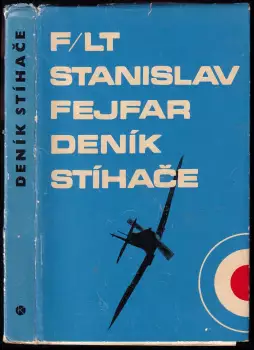 DENÍK STÍHAČE
F/LT
STANISLAV
FEJFAR
DENÍK
STÍHAČE